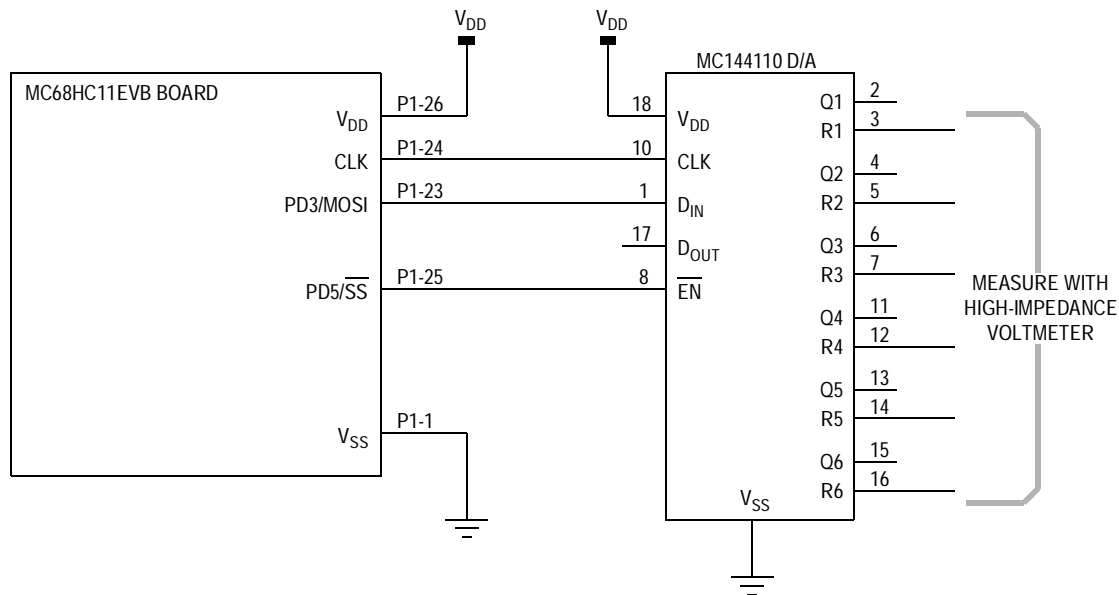 VDD
VDD
MC68HC11EVB BOARD
VDD
P1-26
CLK
P1-24
PD3/MOSI
P1-23
PD5/SS
P1-25
VSS
P1-1
MC144110 D/A
18
VDD
10
CLK
1
DIN
17
DOUT
8
EN
VSS
Q1
2
R1
3
Q2
4
R2
5
Q3
6
R3
7
Q4
11
R4
12
Q5
13
R5
14
Q6
15
R6
16
MEASURE WITH
HIGH-IMPEDANCE
VOLTMETER